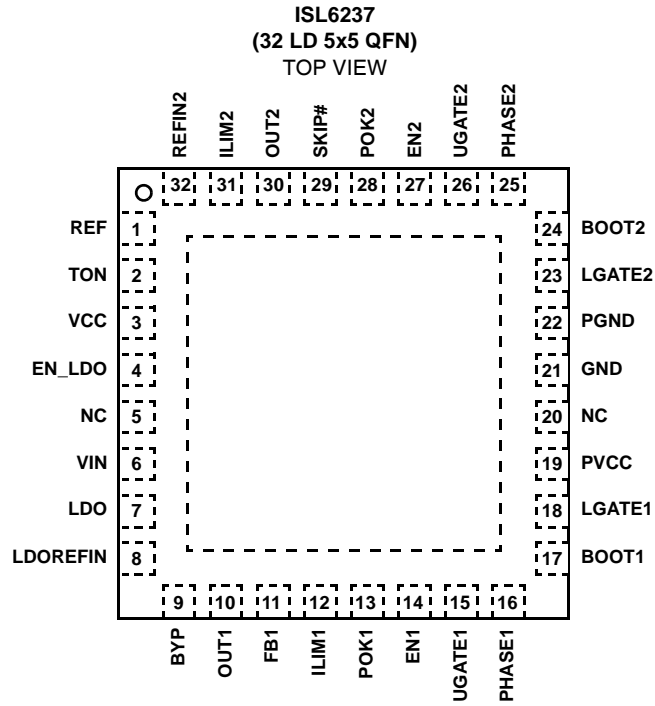 ISL6237
(32 LD 5x5 QFN)
TOP VIEW
REFIN2
ILIM2
OUT2
SKIP#
POK2
EN2
UGATE2
PHASE2
32 31 30 29 28 27 26 25
REF 1
TON 2
VCC 3
EN_LDO 4
NC 5
VIN 6
LDO 7
LDOREFIN 8
24 BOOT2
23 LGATE2
22 PGND
21 GND
20 NC
19 PVCC
18 LGATE1
17 BOOT1
9 10 11 12 13 14 15 16
BYP
OUT1
FB1
ILIM1
POK1
EN1
UGATE1
PHASE1